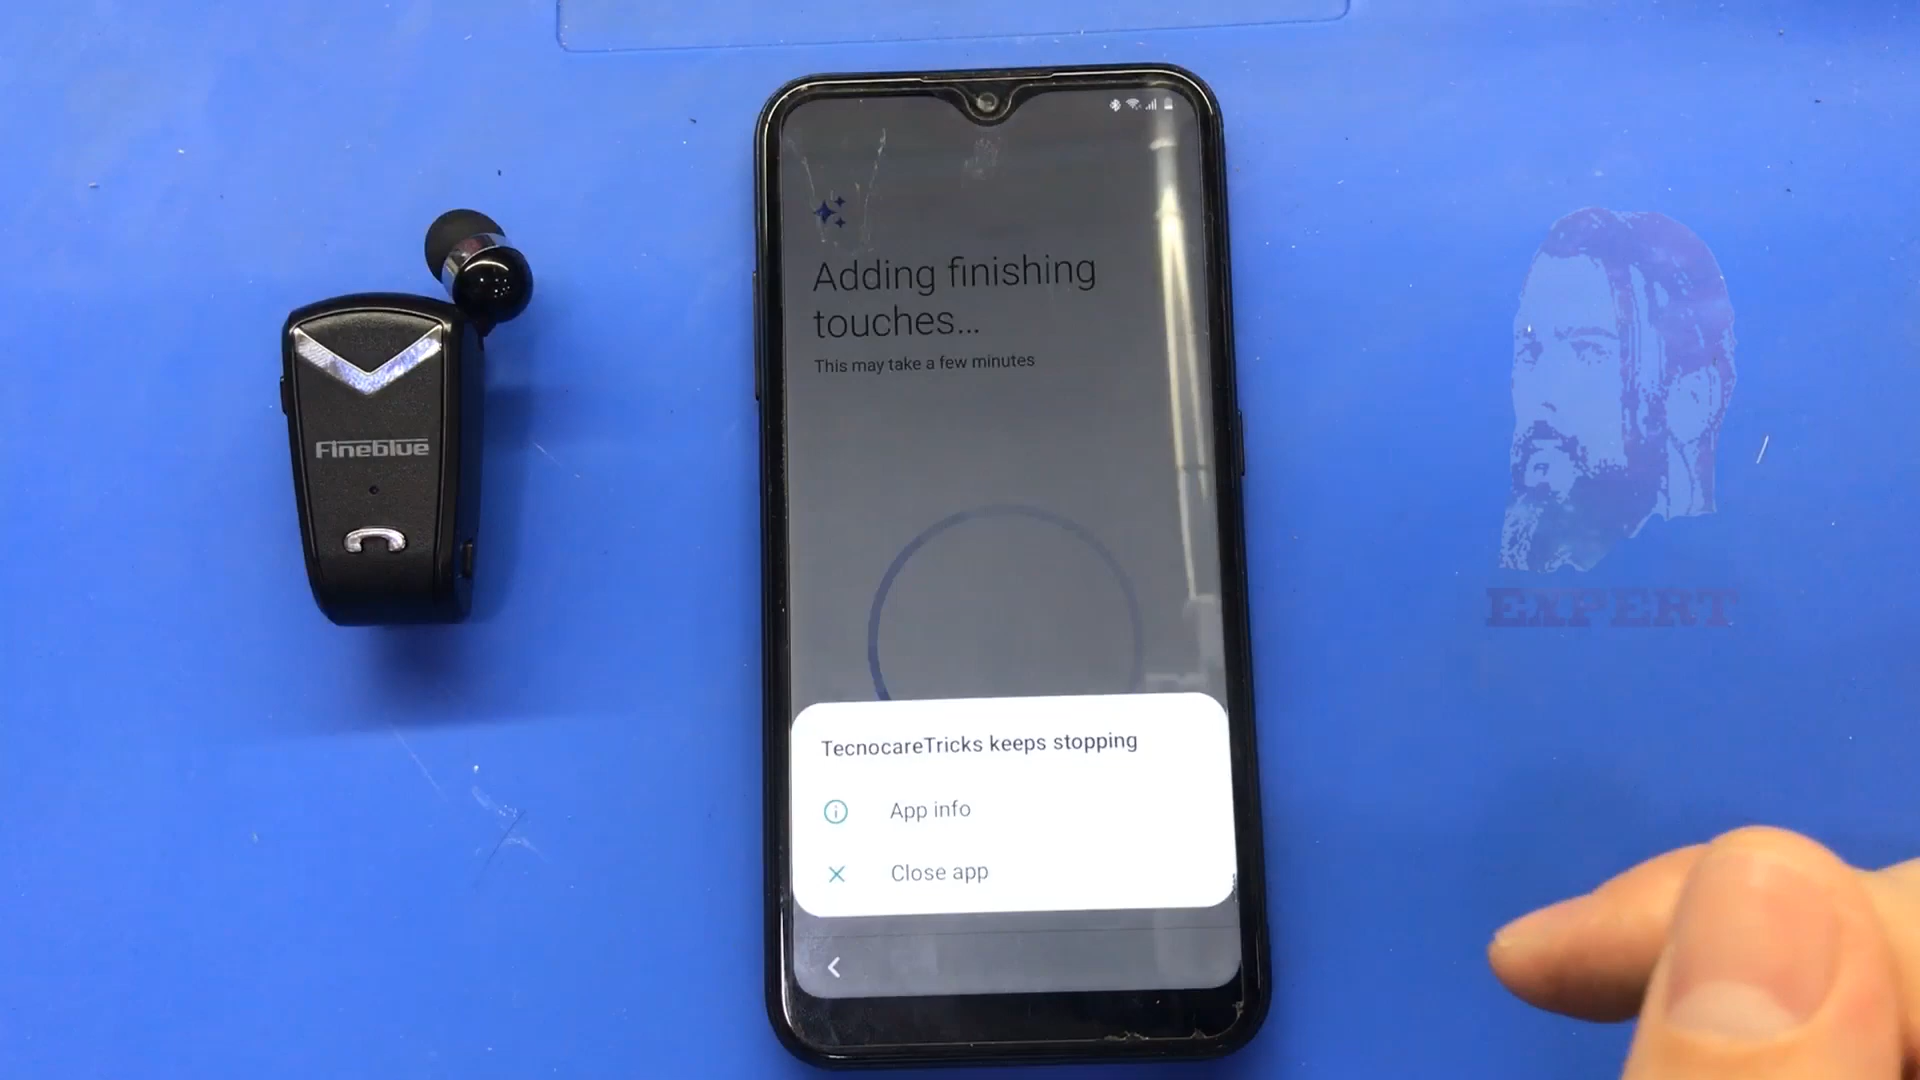 Fineblue
Adding finishing
touches...
This may take a few minutes
TecnocareTricks keeps stopping
App info
Close app
EXPERT